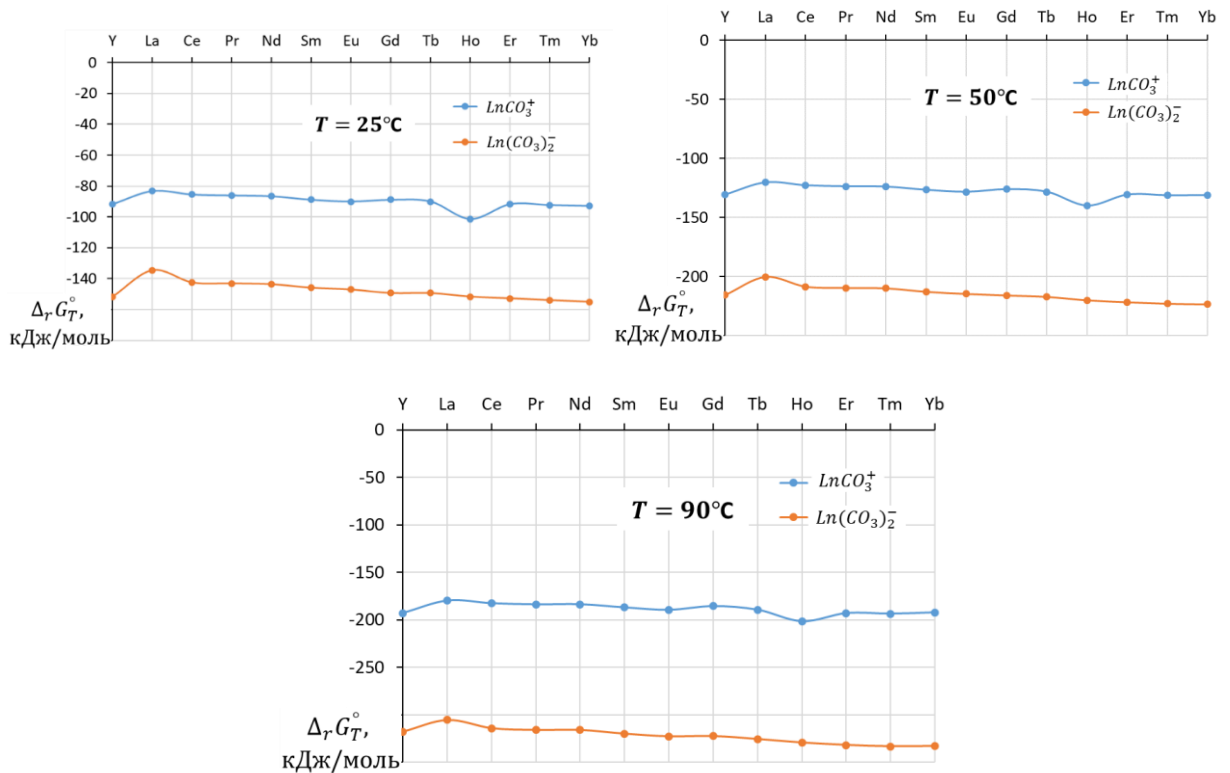 Y La Ce Pr Nd Sm Eu Gd Tb Ho Er Tm Yb
0
-20
-40
-60
-80
-100
-120
-140
T = 25°C
LnCO₃⁺
Ln(CO₃)₂⁻
ΔᵣG°_T,
кДж/моль
Y La Ce Pr Nd Sm Eu Gd Tb Ho Er Tm Yb
0
-50
-100
-150
-200
T = 50°C
LnCO₃⁺
Ln(CO₃)₂⁻
ΔᵣG°_T,
кДж/моль
Y La Ce Pr Nd Sm Eu Gd Tb Ho Er Tm Yb
0
-50
-100
-150
-200
-250
T = 90°C
LnCO₃⁺
Ln(CO₃)₂⁻
ΔᵣG°_T,
кДж/моль